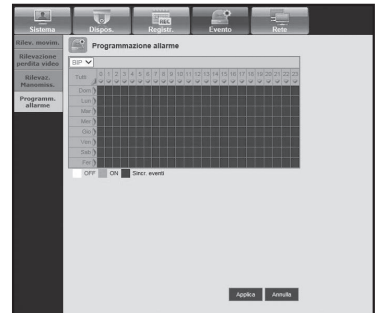 Sistema Dispos. Registr. Evento Rete
REC
Rilev. movim.
Rilevazione perdita video
Rilevaz. Manomiss.
Programm. allarme
Programmazione allarme
BIP
Tutti 0 1 2 3 4 5 6 7 8 9 10 11 12 13 14 15 16 17 18 19 20 21 22 23
Dom
Lun
Mar
Mer
Gio
Ven
Sab
Fer
OFF ON Sincr. eventi
Applica Annulla